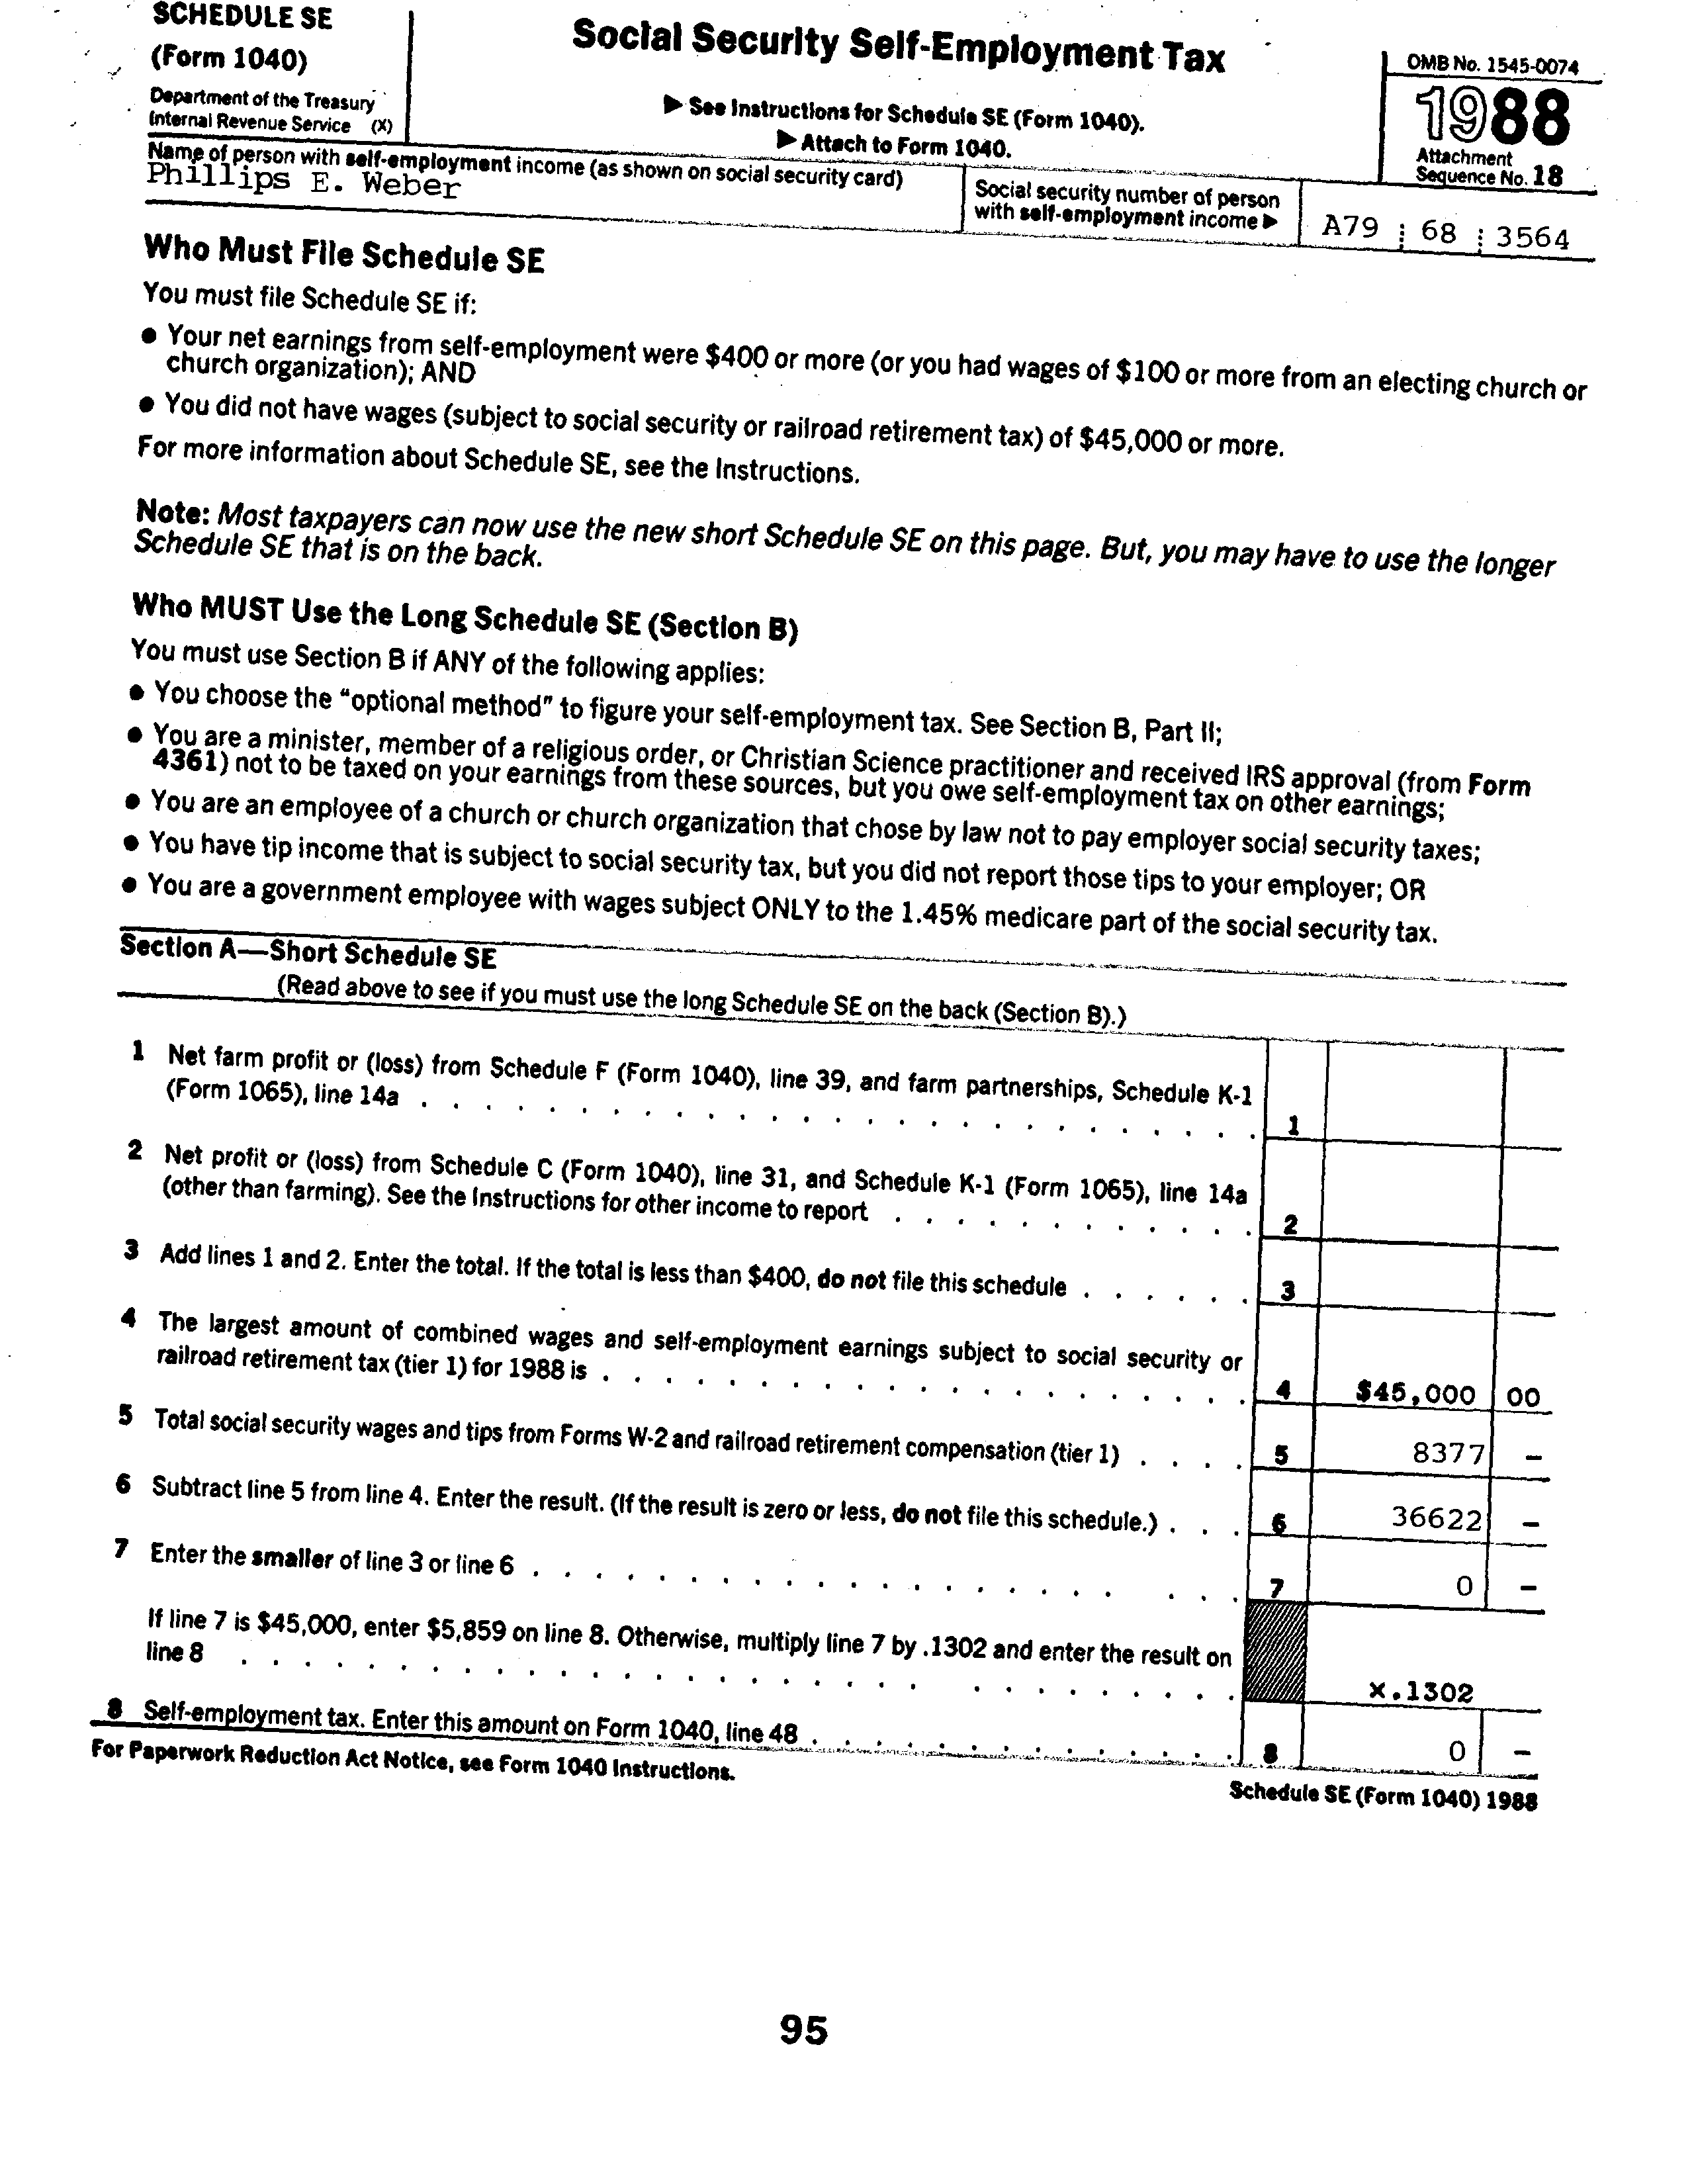 SCHEDULE SE
(Form 1040)
Department of the Treasury
Internal Revenue Service (X)
Social Security Self-Employment Tax
▶ See Instructions for Schedule SE (Form 1040).
▶ Attach to Form 1040.
OMB No. 1545-0074
1988
Attachment
Sequence No. 18
Name of person with self-employment income (as shown on social security card)
Phillips E. Weber
Social security number of person
with self-employment income ▶
A79 68 3564
Who Must File Schedule SE
You must file Schedule SE if:
● Your net earnings from self-employment were $400 or more (or you had wages of $100 or more from an electing church or
church organization); AND
● You did not have wages (subject to social security or railroad retirement tax) of $45,000 or more.
For more information about Schedule SE, see the Instructions.
Note: Most taxpayers can now use the new short Schedule SE on this page. But, you may have to use the longer
Schedule SE that is on the back.
Who MUST Use the Long Schedule SE (Section B)
You must use Section B if ANY of the following applies:
● You choose the “optional method” to figure your self-employment tax. See Section B, Part II;
● You are a minister, member of a religious order, or Christian Science practitioner and received IRS approval (from Form
4361) not to be taxed on your earnings from these sources, but you owe self-employment tax on other earnings;
● You are an employee of a church or church organization that chose by law not to pay employer social security taxes;
● You have tip income that is subject to social security tax, but you did not report those tips to your employer; OR
● You are a government employee with wages subject ONLY to the 1.45% medicare part of the social security tax.
Section A—Short Schedule SE
(Read above to see if you must use the long Schedule SE on the back (Section B).)
1 Net farm profit or (loss) from Schedule F (Form 1040), line 39, and farm partnerships, Schedule K-1
(Form 1065), line 14a . . . . . . . . . . 1
2 Net profit or (loss) from Schedule C (Form 1040), line 31, and Schedule K-1 (Form 1065), line 14a
(other than farming). See the Instructions for other income to report . . . . . . . . . . 2
3 Add lines 1 and 2. Enter the total. If the total is less than $400, do not file this schedule . . . . . . 3
4 The largest amount of combined wages and self-employment earnings subject to social security or
railroad retirement tax (tier 1) for 1988 is . . . . . . . . . . 4 $45,000 00
5 Total social security wages and tips from Forms W-2 and railroad retirement compensation (tier 1) . . . . 5 8377 –
6 Subtract line 5 from line 4. Enter the result. (If the result is zero or less, do not file this schedule.) . . . 6 36622 –
7 Enter the smaller of line 3 or line 6 . . . . . . . . . . 7 0 –
If line 7 is $45,000, enter $5,859 on line 8. Otherwise, multiply line 7 by .1302 and enter the result on
line 8 . . . . . . . . . . x.1302
8 Self-employment tax. Enter this amount on Form 1040, line 48 . . . . . . . . . . 8 0 –
For Paperwork Reduction Act Notice, see Form 1040 Instructions.
Schedule SE (Form 1040) 1988
95